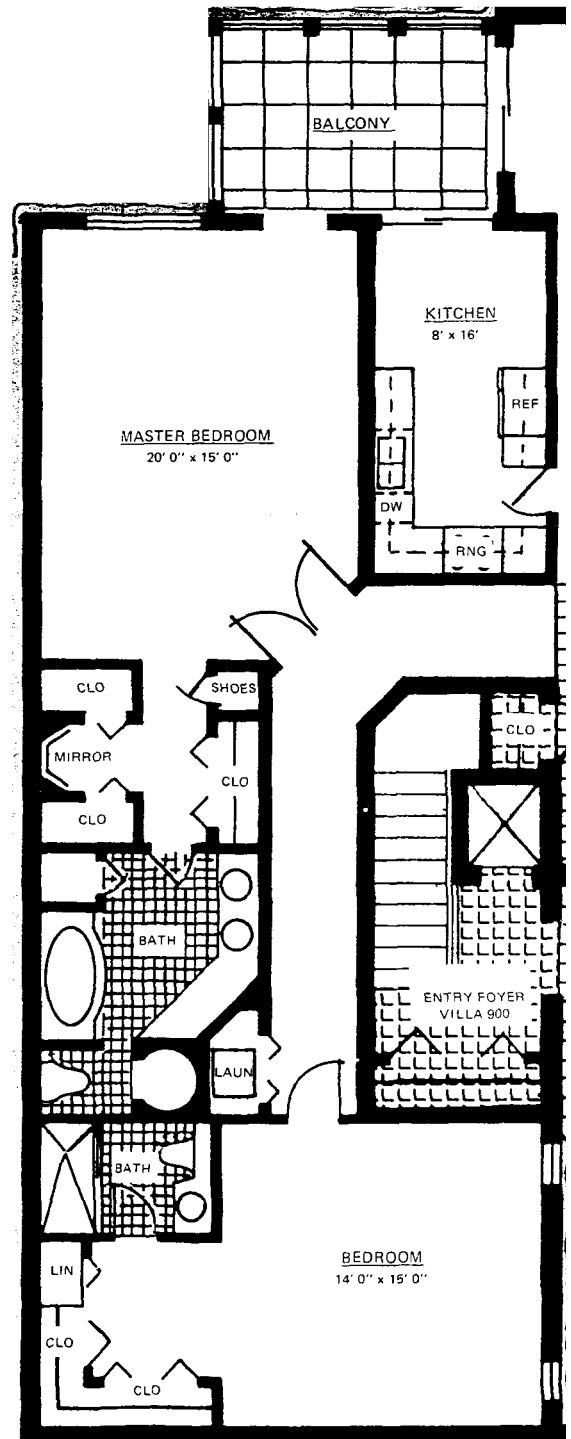 BALCONY
KITCHEN
8' x 16'
REF
MASTER BEDROOM
20' 0" x 15' 0"
DW
RNG
CLO
SHOES
CLO
MIRROR
CLO
CLO
BATH
ENTRY FOYER
VILLA 900
LAUN
BATH
BEDROOM
14' 0" x 15' 0"
LIN
CLO
CLO